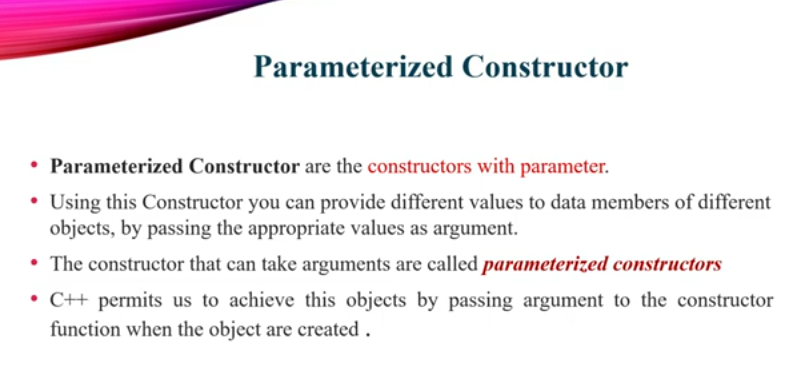 Parameterized Constructor
• Parameterized Constructor are the constructors with parameter.
• Using this Constructor you can provide different values to data members of different
objects, by passing the appropriate values as argument.
• The constructor that can take arguments are called parameterized constructors
• C++ permits us to achieve this objects by passing argument to the constructor
function when the object are created .